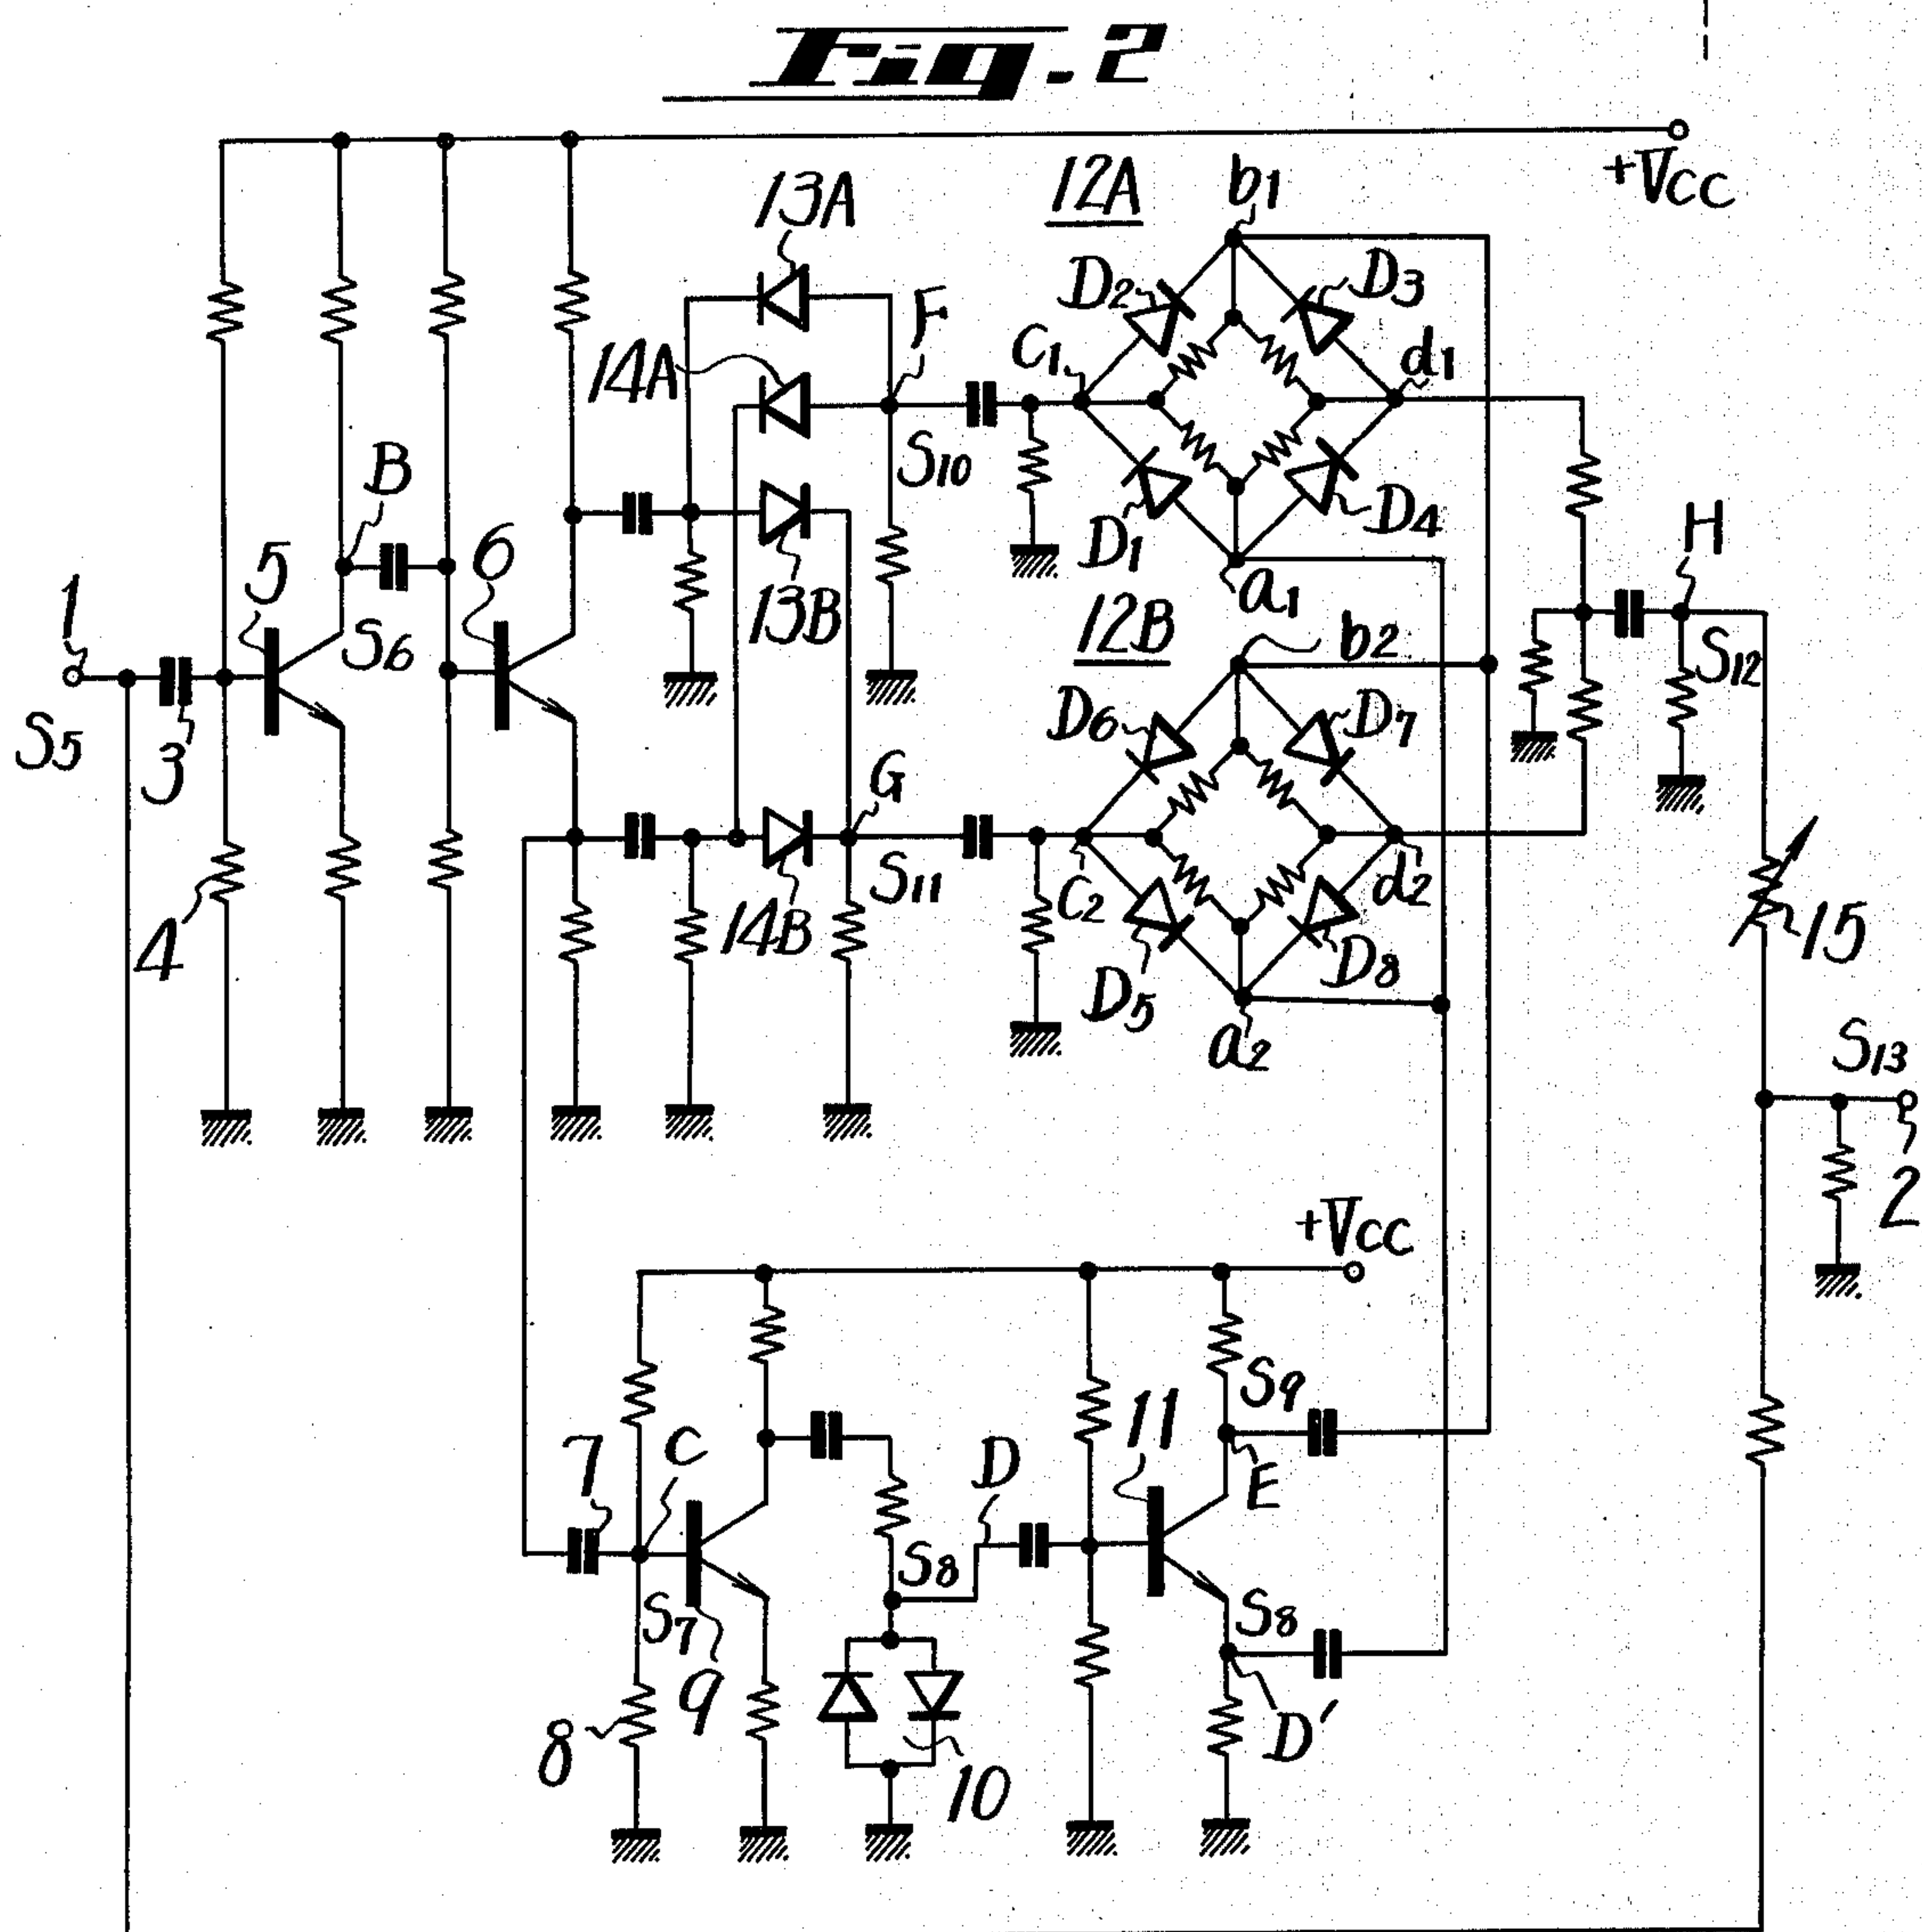 Fig. 2
+VCC
12A
b1
13A
D2
D3
F
C1
d1
14A
B
S10
D1
D4
H
5
6
a1
1
13B
12B
b2
S6
S12
S5
3
D6
D7
G
S11
C2
d2
4
14B
15
D5
D8
a2
S13
2
+VCC
S9
11
7
C
D
E
S8
S7
S8
9
8
D'
10